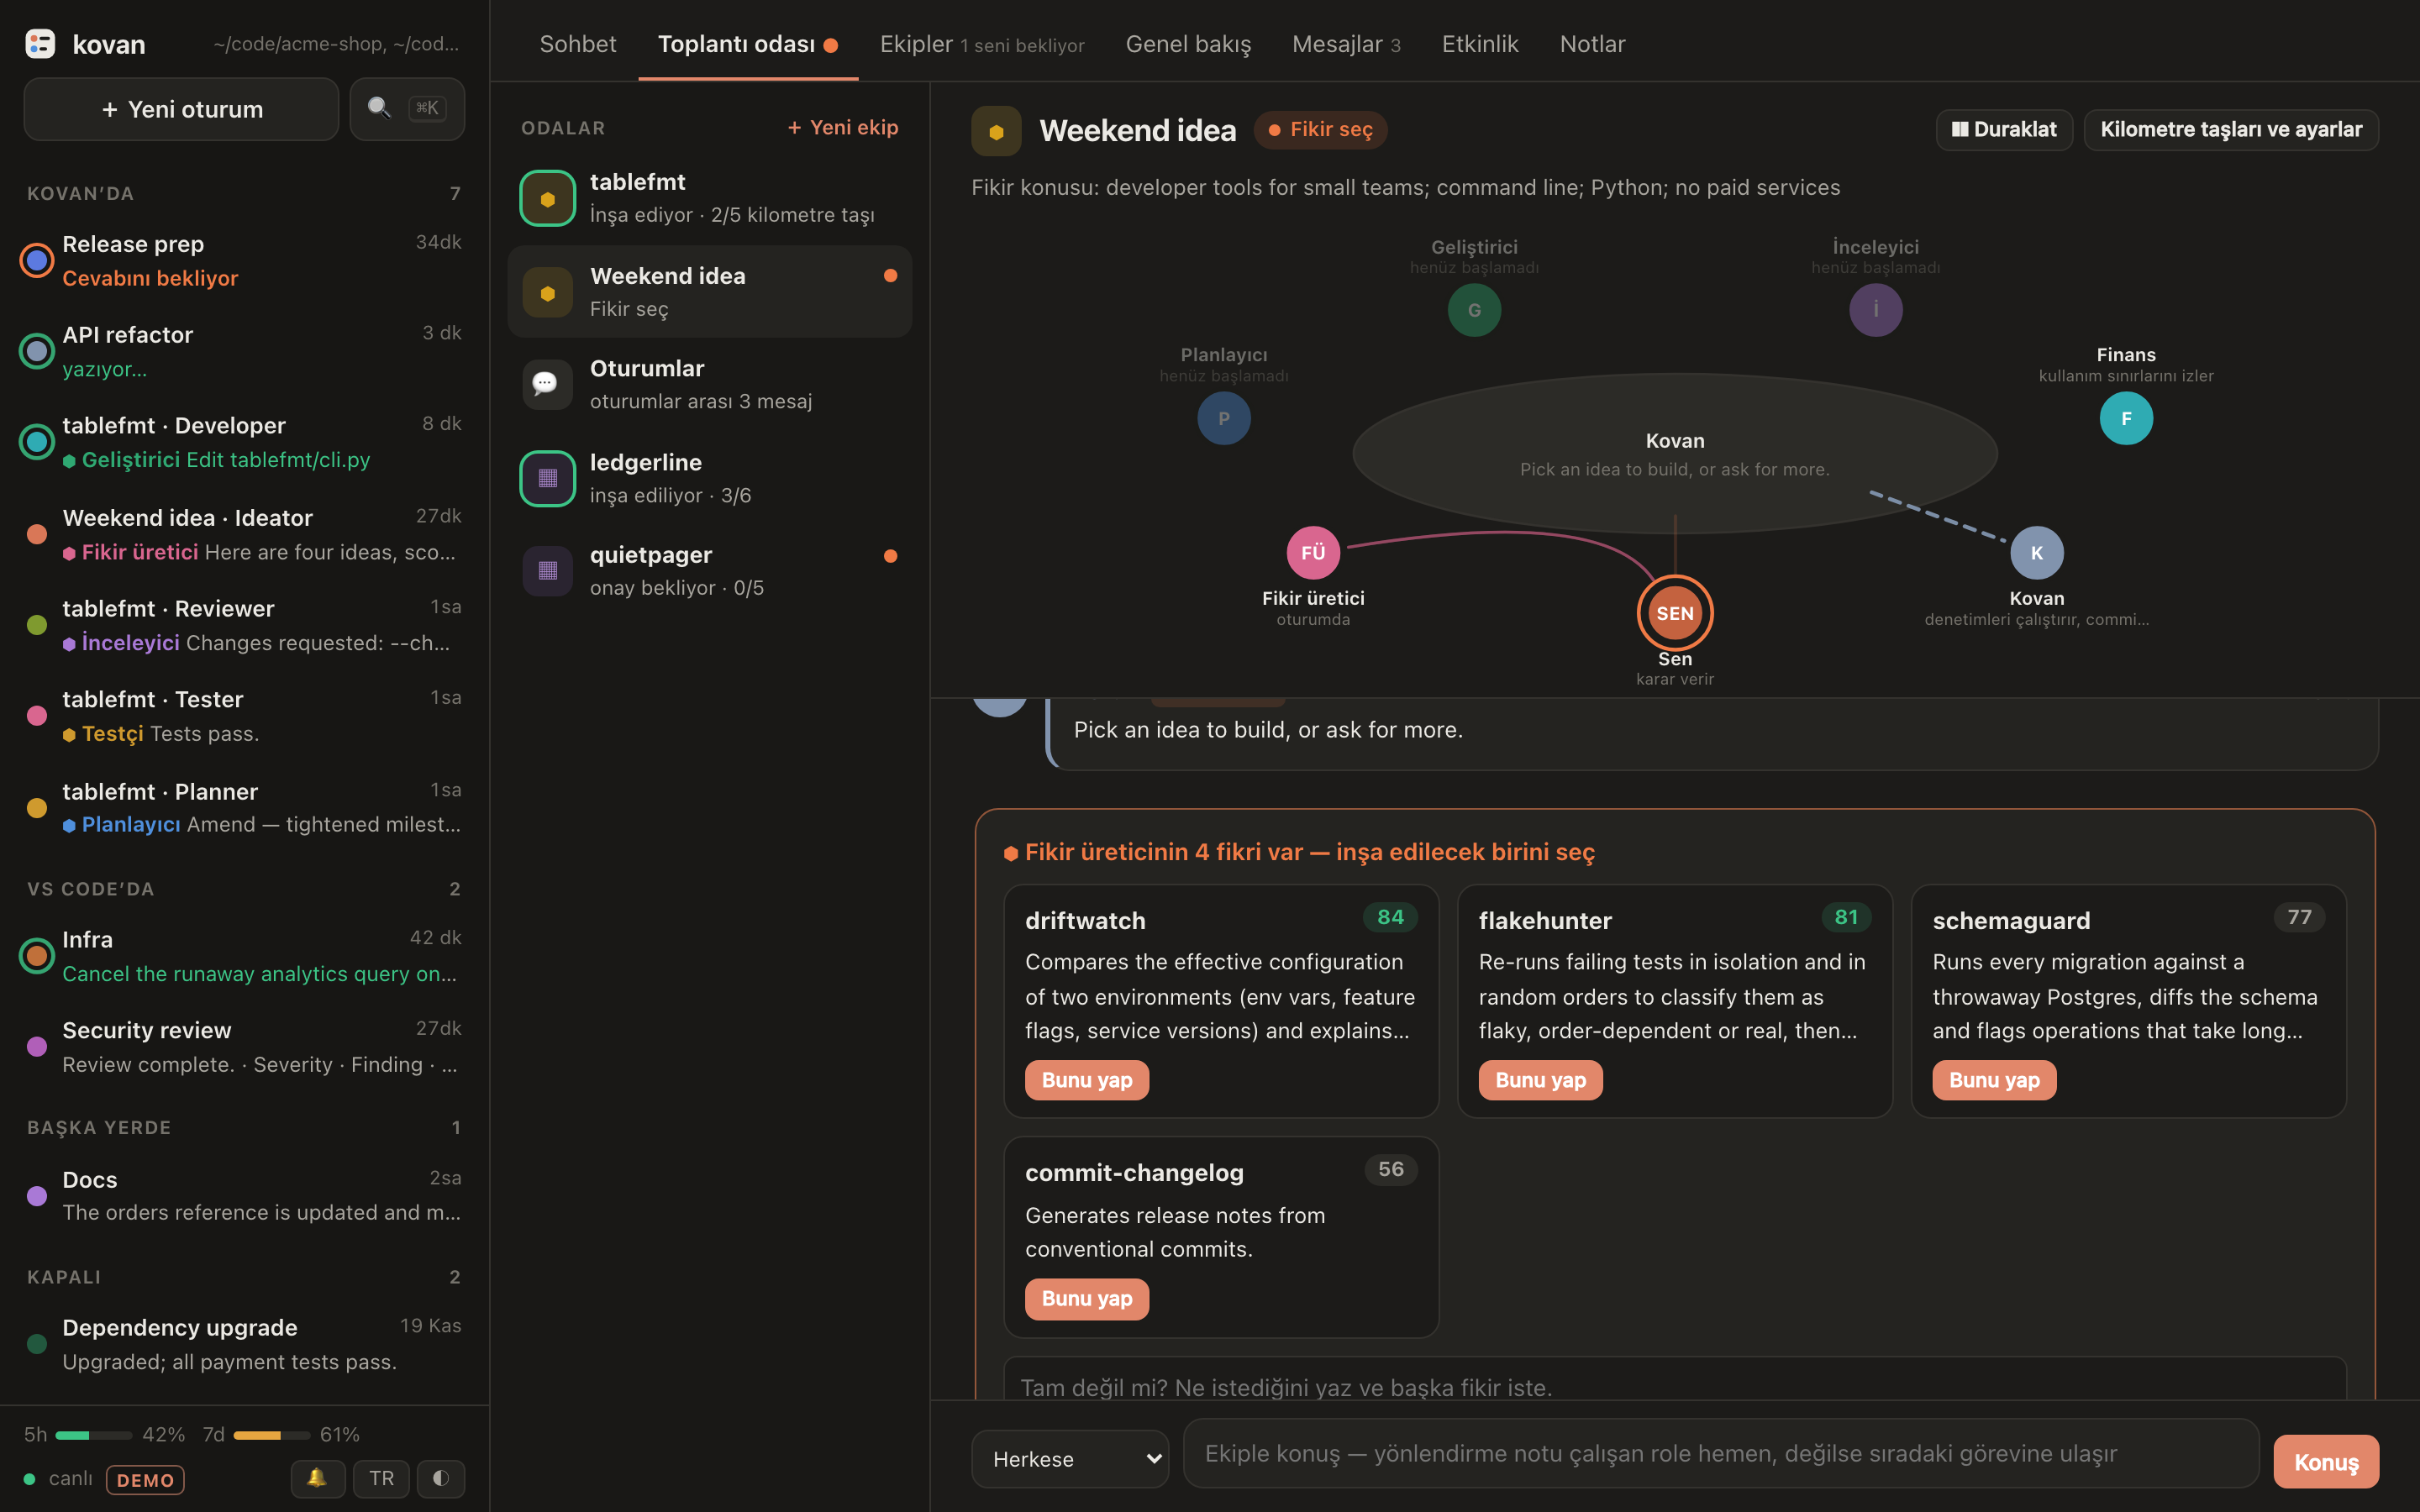 kovan
~/code/acme-shop, ~/cod...
+ Yeni oturum
⌘K
KOVAN'DA 7
Release prep 34dk
Cevabını bekliyor
API refactor 3 dk
yazıyor...
tablefmt · Developer 8 dk
Geliştirici Edit tablefmt/cli.py
Weekend idea · Ideator 27dk
Fikir üretici Here are four ideas, sco...
tablefmt · Reviewer 1sa
İnceleyici Changes requested: --ch...
tablefmt · Tester 1sa
Testçi Tests pass.
tablefmt · Planner 1sa
Planlayıcı Amend — tightened milest...
VS CODE'DA 2
Infra 42 dk
Cancel the runaway analytics query on...
Security review 27dk
Review complete. · Severity · Finding · ...
BAŞKA YERDE 1
Docs 2sa
The orders reference is updated and m...
KAPALI 2
Dependency upgrade 19 Kas
Upgraded; all payment tests pass.
5h 42% 7d 61%
canlı DEMO TR
Sohbet
Toplantı odası
Ekipler 1 seni bekliyor
Genel bakış
Mesajlar 3
Etkinlik
Notlar
ODALAR + Yeni ekip
tablefmt
İnşa ediyor · 2/5 kilometre taşı
Weekend idea
Fikir seç
Oturumlar
oturumlar arası 3 mesaj
ledgerline
inşa ediliyor · 3/6
quietpager
onay bekliyor · 0/5
Weekend idea
Fikir seç
Duraklat
Kilometre taşları ve ayarlar
Fikir konusu: developer tools for small teams; command line; Python; no paid services
Geliştirici
henüz başlamadı
G
İnceleyici
henüz başlamadı
İ
Planlayıcı
henüz başlamadı
P
Finans
kullanım sınırlarını izler
F
Kovan
Pick an idea to build, or ask for more.
FÜ
Fikir üretici
oturumda
SEN
Sen
karar verir
K
Kovan
denetimleri çalıştırır, commi...
Pick an idea to build, or ask for more.
Fikir üreticinin 4 fikri var — inşa edilecek birini seç
driftwatch 84
Compares the effective configuration
of two environments (env vars, feature
flags, service versions) and explains...
Bunu yap
flakehunter 81
Re-runs failing tests in isolation and in
random orders to classify them as
flaky, order-dependent or real, then...
Bunu yap
schemaguard 77
Runs every migration against a
throwaway Postgres, diffs the schema
and flags operations that take long...
Bunu yap
commit-changelog 56
Generates release notes from
conventional commits.
Bunu yap
Tam değil mi? Ne istediğini yaz ve başka fikir iste.
Herkese
Ekiple konuş — yönlendirme notu çalışan role hemen, değilse sıradaki görevine ulaşır
Konuş